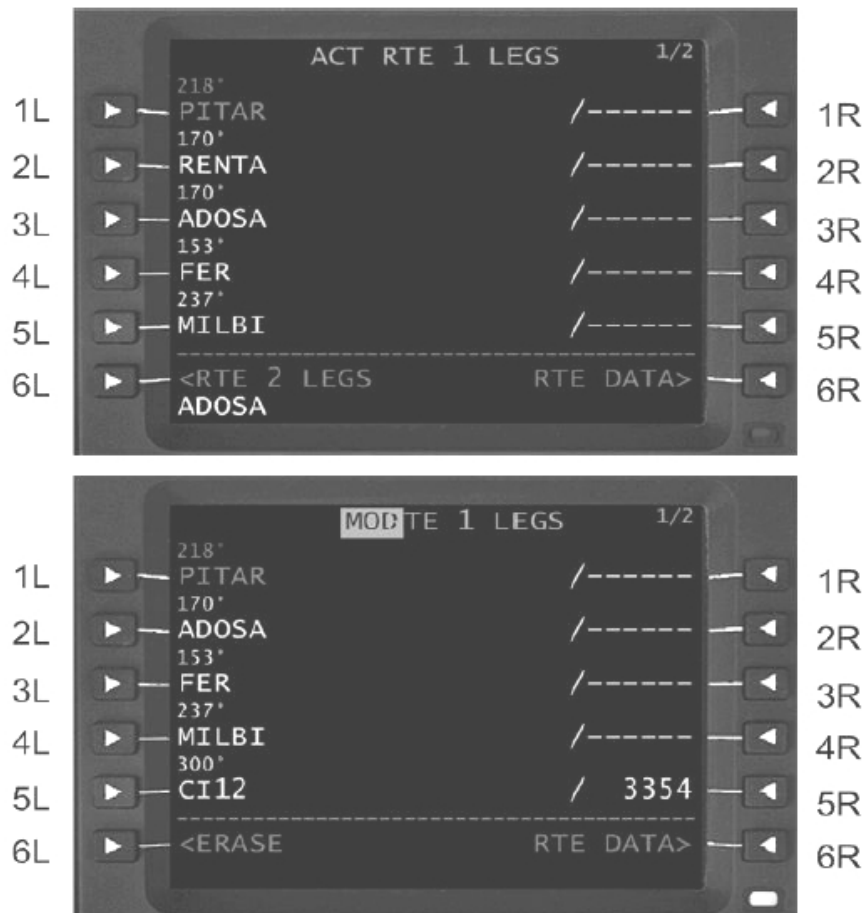 ACT RTE 1 LEGS 1/2
218°
1L PITAR /------ 1R
170°
2L RENTA /------ 2R
170°
3L ADOSA /------ 3R
153°
4L FER /------ 4R
237°
5L MILBI /------ 5R
6L <RTE 2 LEGS RTE DATA> 6R
ADOSA
MOD TE 1 LEGS 1/2
218°
1L PITAR /------ 1R
170°
2L ADOSA /------ 2R
153°
3L FER /------ 3R
237°
4L MILBI /------ 4R
300°
5L CI12 / 3354 5R
6L <ERASE RTE DATA> 6R